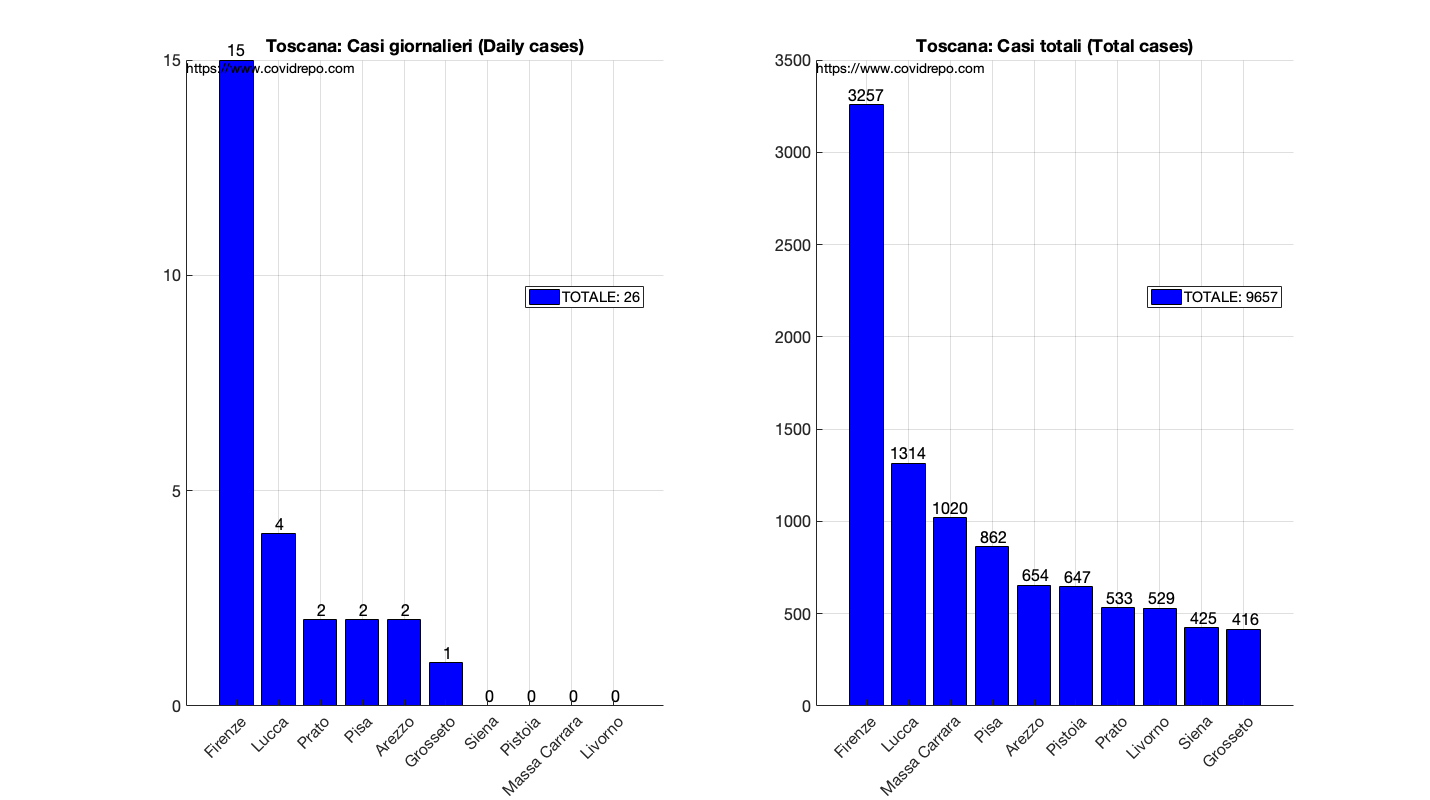 Toscana: Casi giornalieri (Daily cases)
https://www.covidrepo.com
15
10
5
0
15
4
2
2
2
1
0
0
0
0
TOTALE: 26
Firenze
Lucca
Prato
Pisa
Arezzo
Grosseto
Siena
Pistoia
Massa Carrara
Livorno
Toscana: Casi totali (Total cases)
https://www.covidrepo.com
3500
3000
2500
2000
1500
1000
500
0
3257
1314
1020
862
654
647
533
529
425
416
TOTALE: 9657
Firenze
Lucca
Massa Carrara
Pisa
Arezzo
Pistoia
Prato
Livorno
Siena
Grosseto